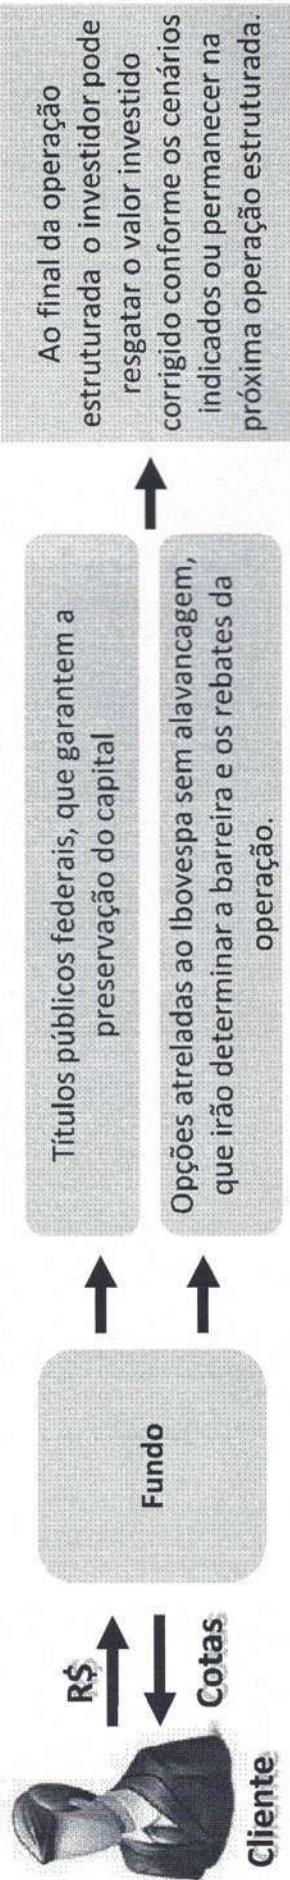 Cliente
R$
Cotas
Fundo
Títulos públicos federais, que garantem a
preservação do capital
Opções atreladas ao Ibovespa sem alavancagem,
que irão determinar a barreira e os rebates da
operação.
Ao final da operação
estruturada o investidor pode
resgatar o valor investido
corrigido conforme os cenários
indicados ou permanecer na
próxima operação estruturada.